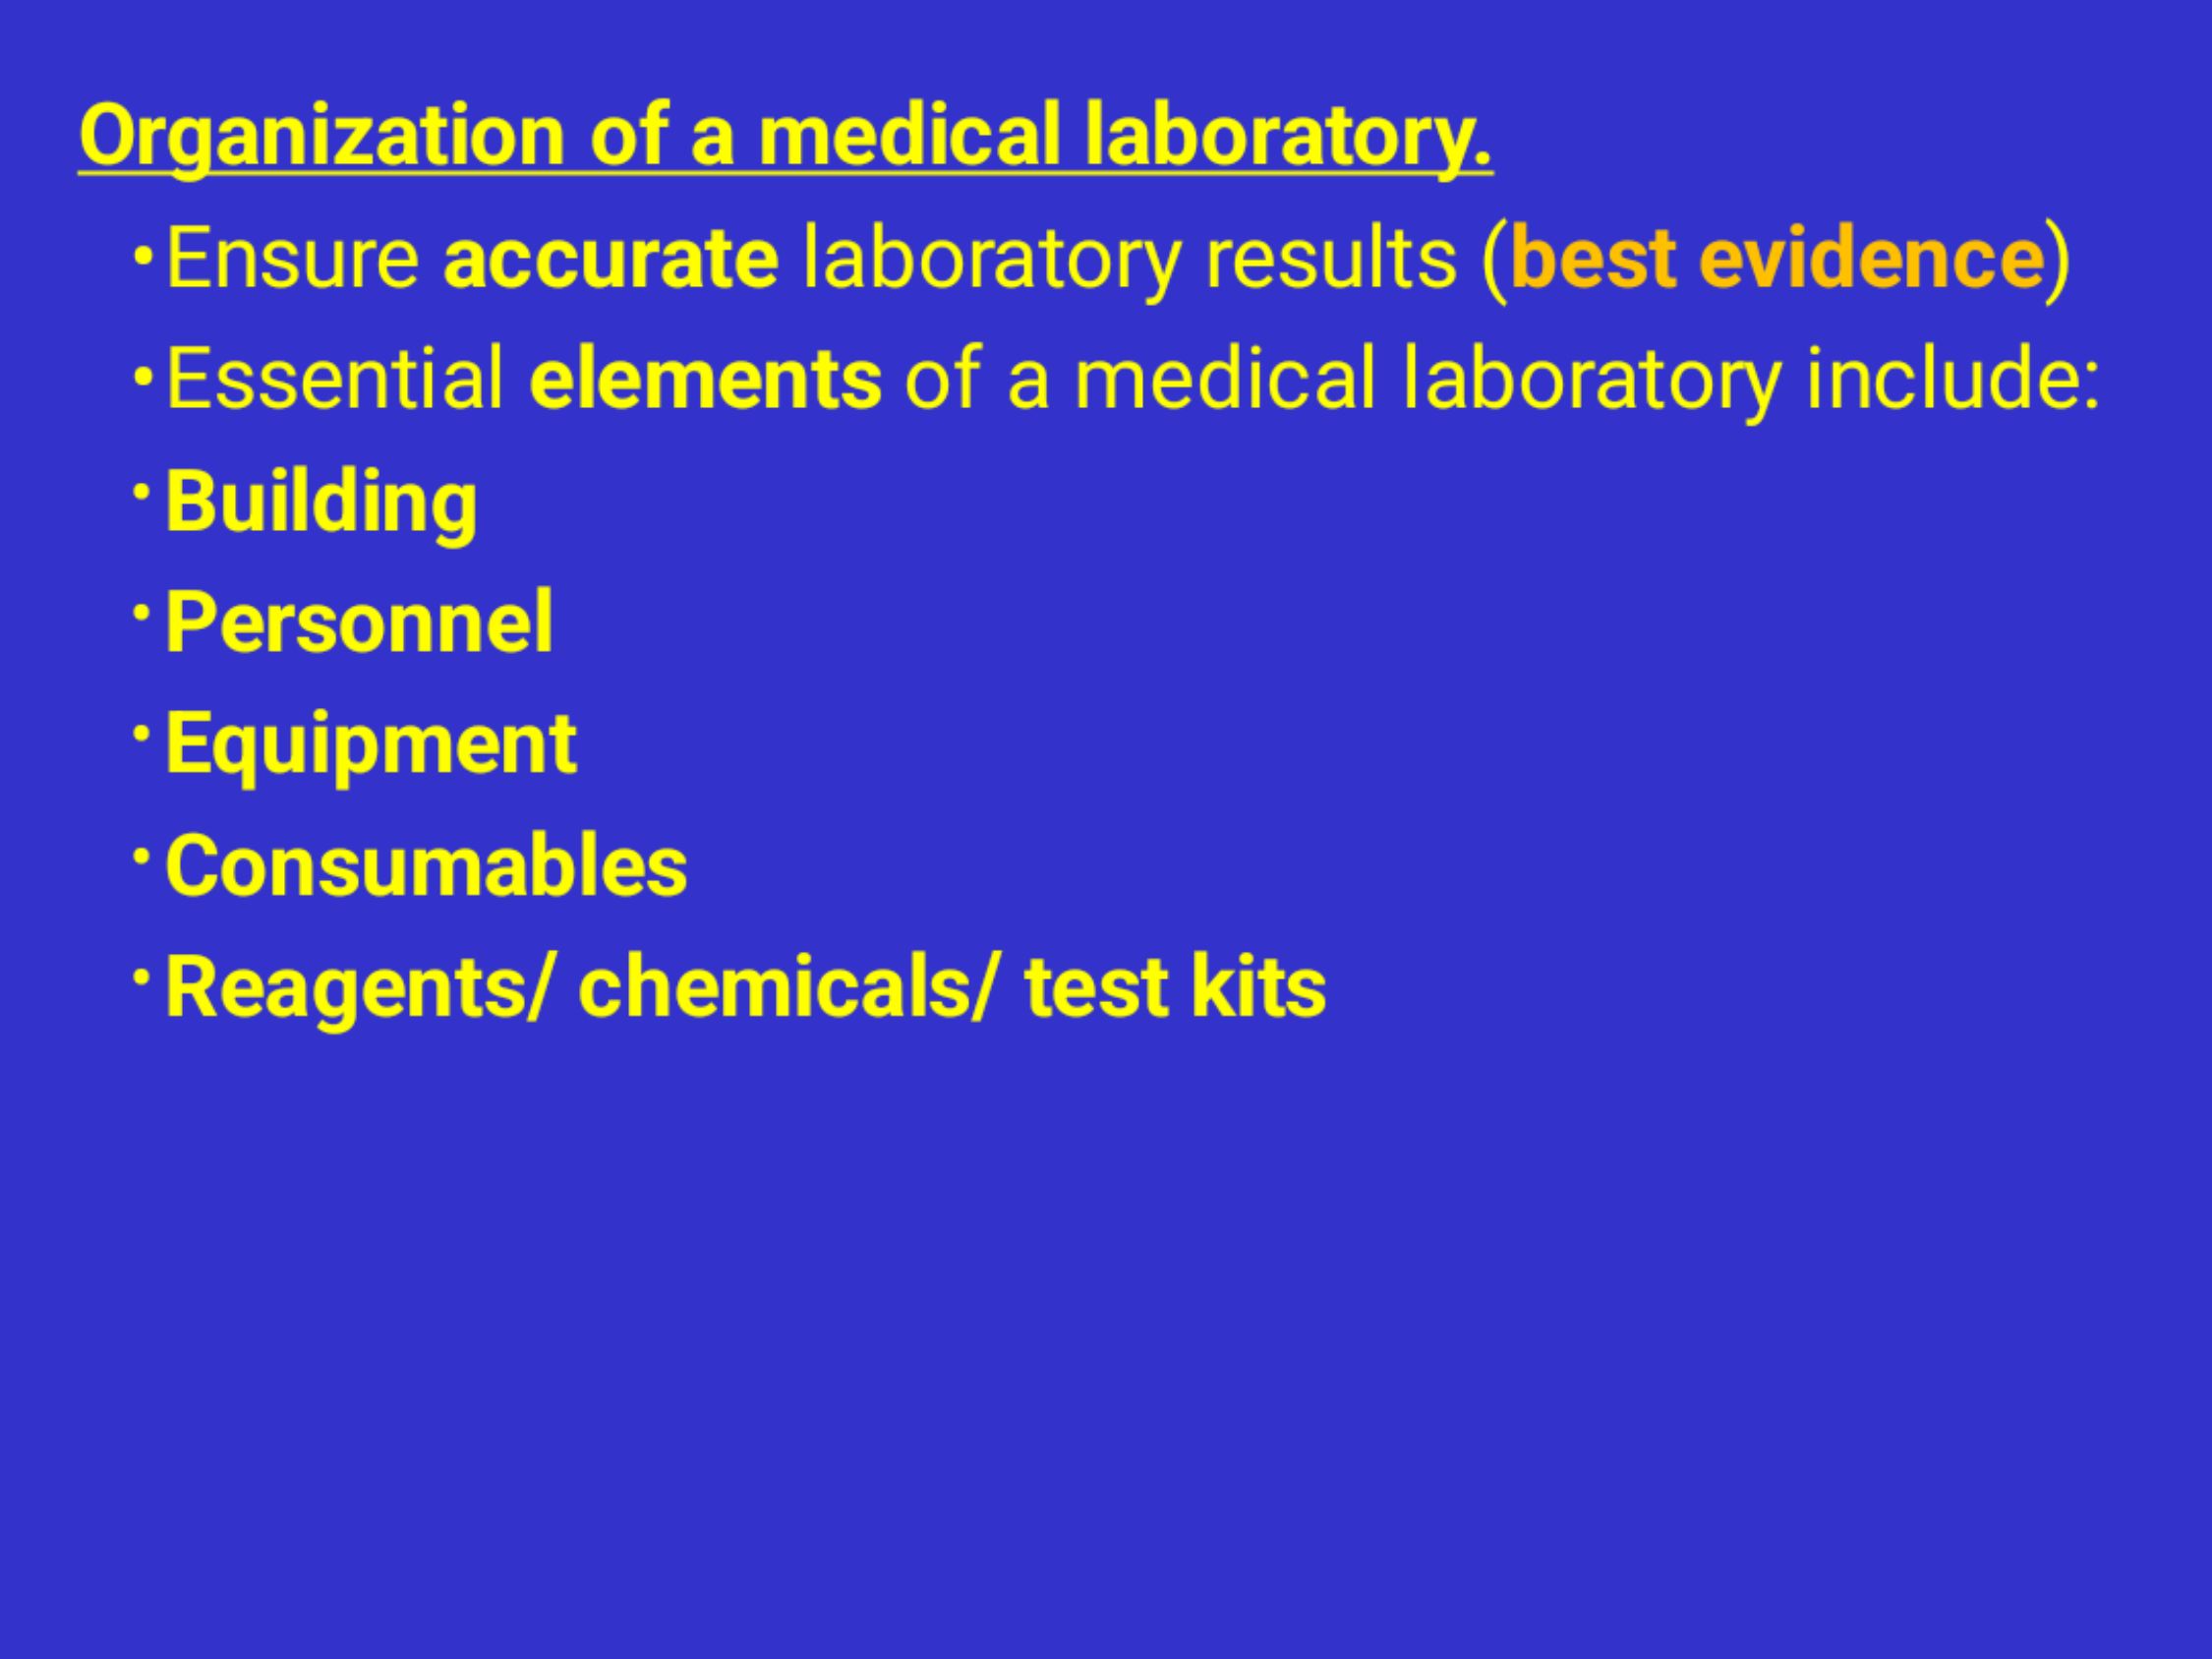 Organization of a medical laboratory.
• Ensure accurate laboratory results (best evidence)
• Essential elements of a medical laboratory include:
• Building
• Personnel
• Equipment
• Consumables
• Reagents/ chemicals/ test kits